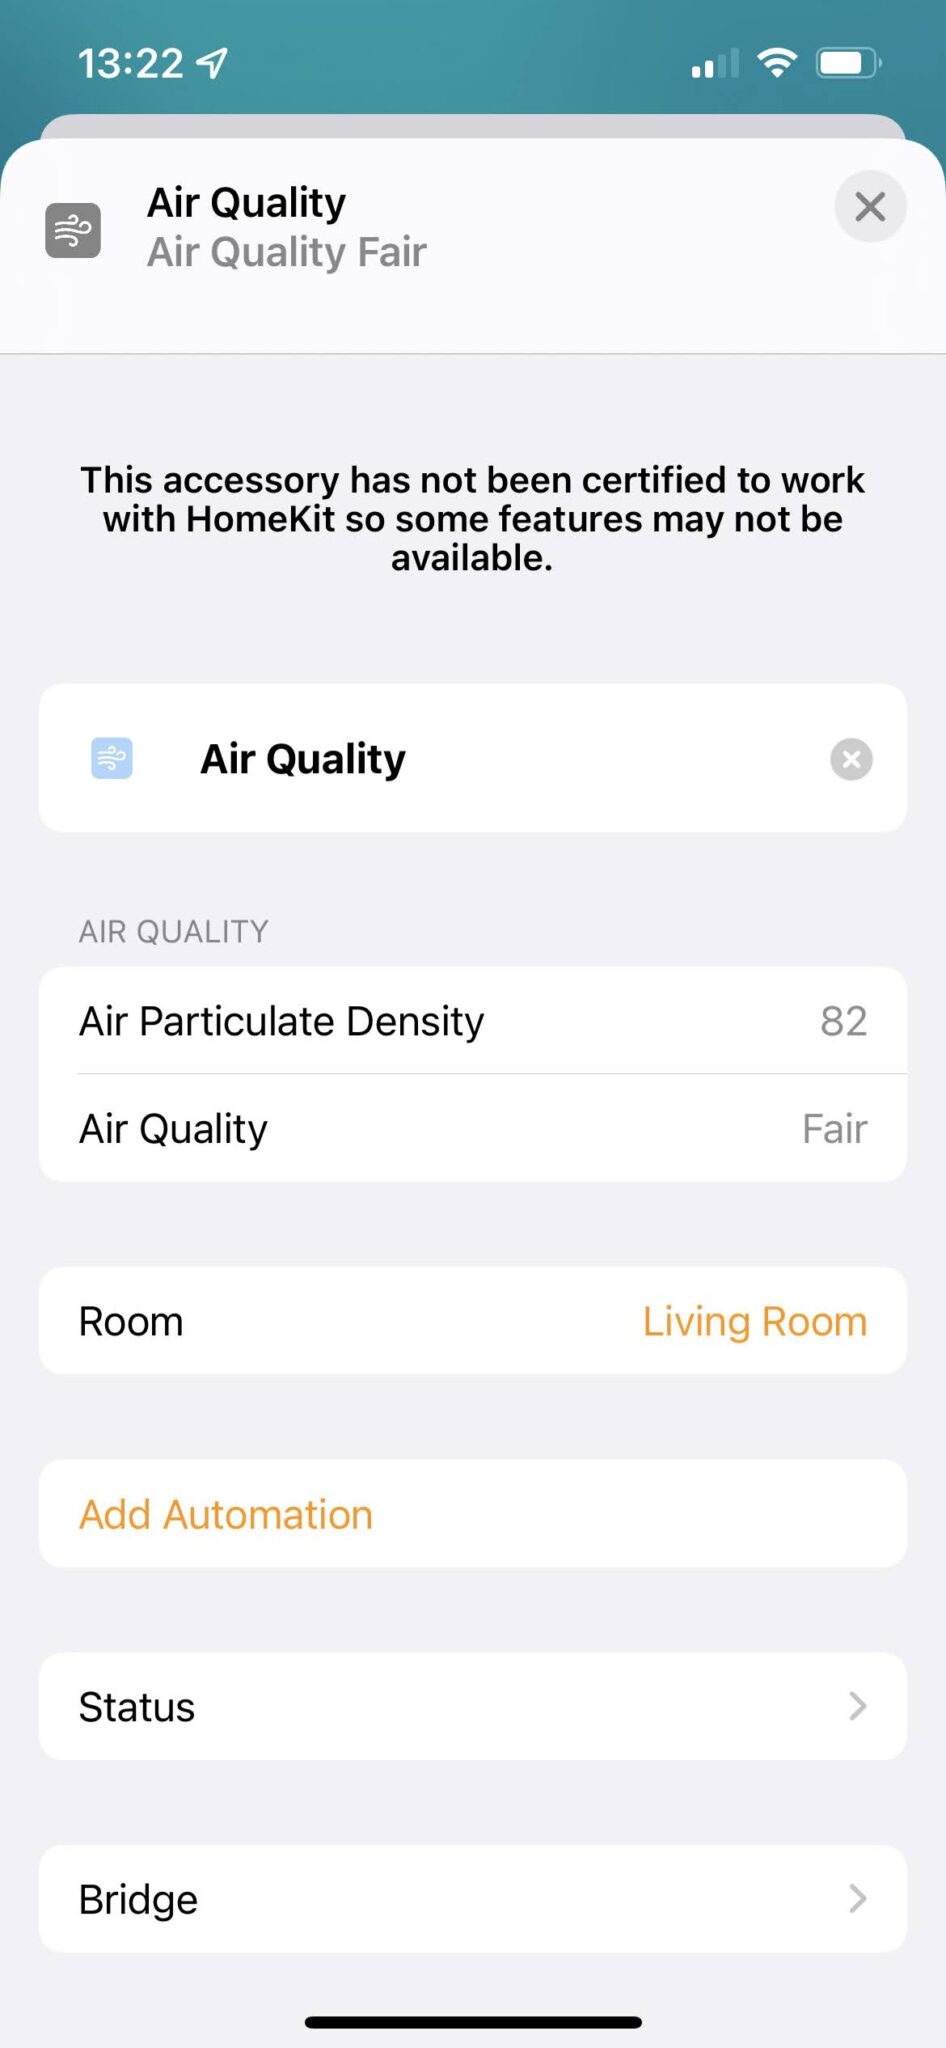 13:22
Air Quality
Air Quality Fair
This accessory has not been certified to work
with HomeKit so some features may not be
available.
Air Quality
AIR QUALITY
Air Particulate Density 82
Air Quality Fair
Room Living Room
Add Automation
Status
Bridge